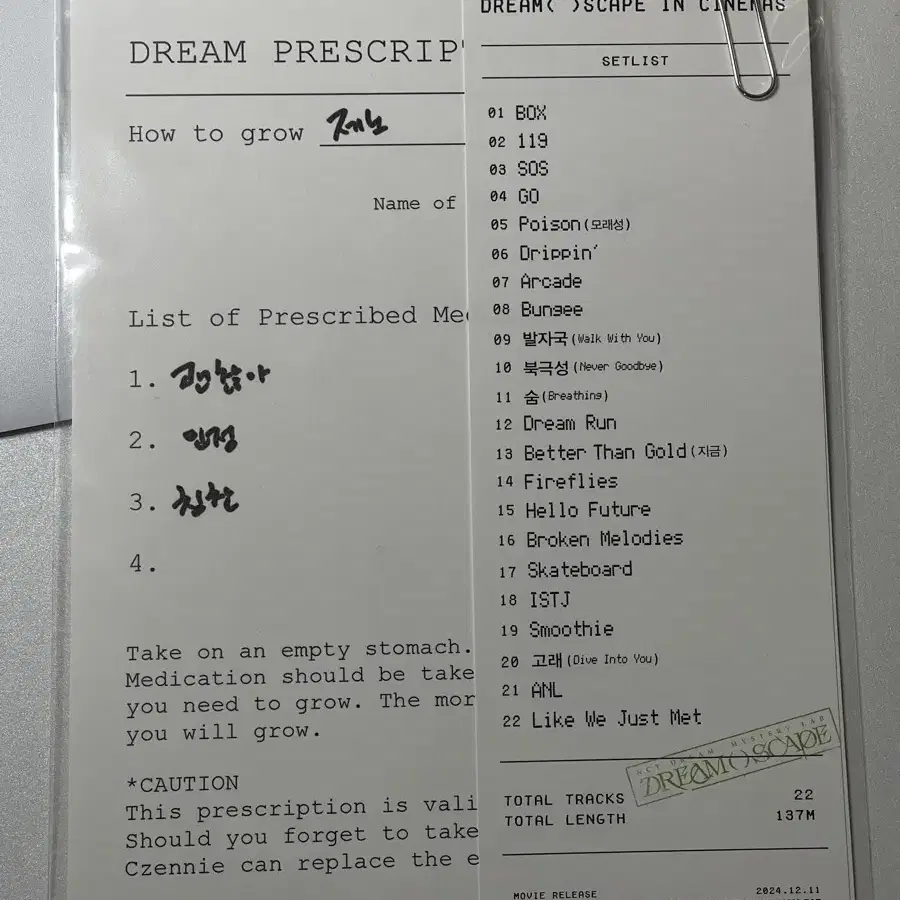 DREAM PRESCRIP
How to grow 제노
Name of
List of Prescribed Me
1. 괜찮아
2. 인정
3. 칭찬
4.
Take on an empty stomach.
Medication should be take
you need to grow. The mor
you will grow.
*CAUTION
This prescription is vali
Should you forget to take
Czennie can replace the e
DREAM( )SCAPE IN CINEMAS
SETLIST
01 BOX
02 119
03 SOS
04 GO
05 Poison(모래성)
06 Drippin'
07 Arcade
08 Bungee
09 발자국(Walk With You)
10 북극성(Never Goodbye)
11 숨(Breathing)
12 Dream Run
13 Better Than Gold(지금)
14 Fireflies
15 Hello Future
16 Broken Melodies
17 Skateboard
18 ISTJ
19 Smoothie
20 고래(Dive Into You)
21 ANL
22 Like We Just Met
NCT DREAM MYSTERY LAB
DREAM( )SCAPE
TOTAL TRACKS 22
TOTAL LENGTH 137M
MOVIE RELEASE 2024.12.11